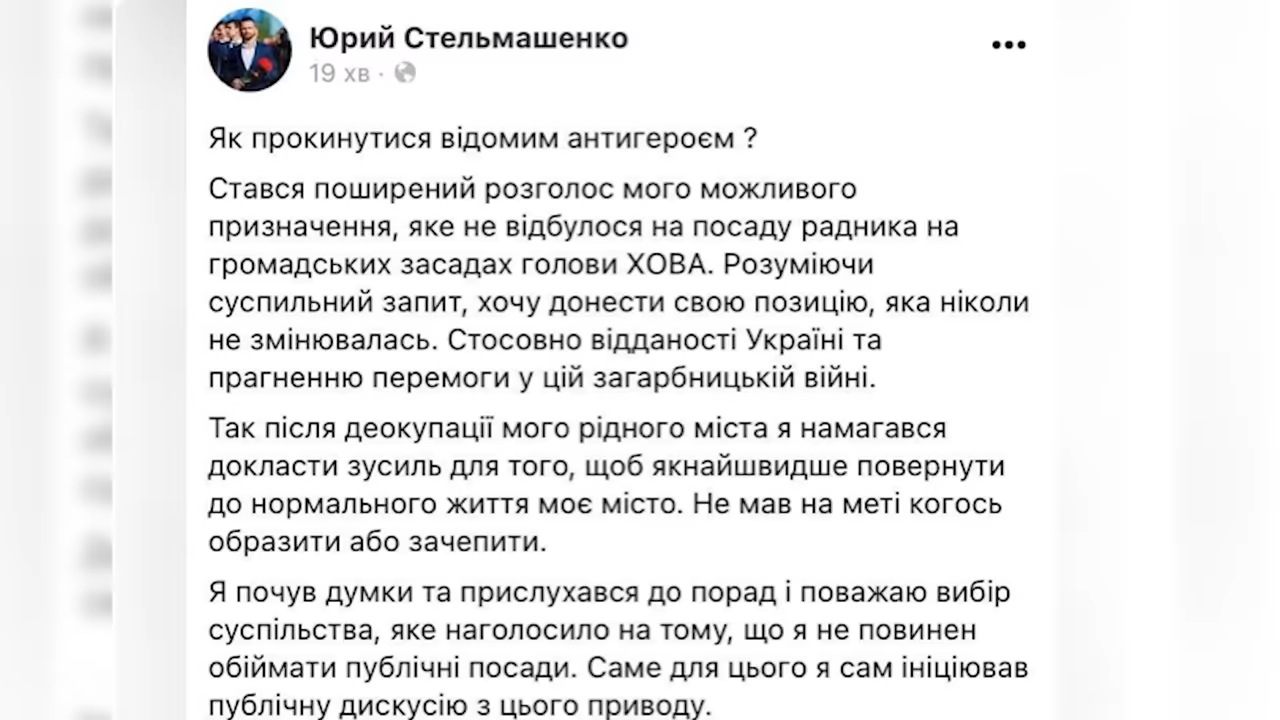 Юрий Стельмашенко
19 хв ·
Як прокинутися відомим антигероєм ?
Стався поширений розголос мого можливого
призначення, яке не відбулося на посаду радника на
громадських засадах голови ХОВА. Розуміючи
суспильний запит, хочу донести свою позицію, яка ніколи
не змінювалась. Стосовно відданості Україні та
прагненню перемоги у цій загарбницькій війні.
Так після деокупації мого рідного міста я намагався
докласти зусиль для того, щоб якнайшвидше повернути
до нормального життя моє місто. Не мав на меті когось
образити або зачепити.
Я почув думки та прислухався до порад і поважаю вибір
суспільства, яке наголосило на тому, що я не повинен
обіймати публічні посади. Саме для цього я сам ініціював
публічну дискусію з цього приводу.